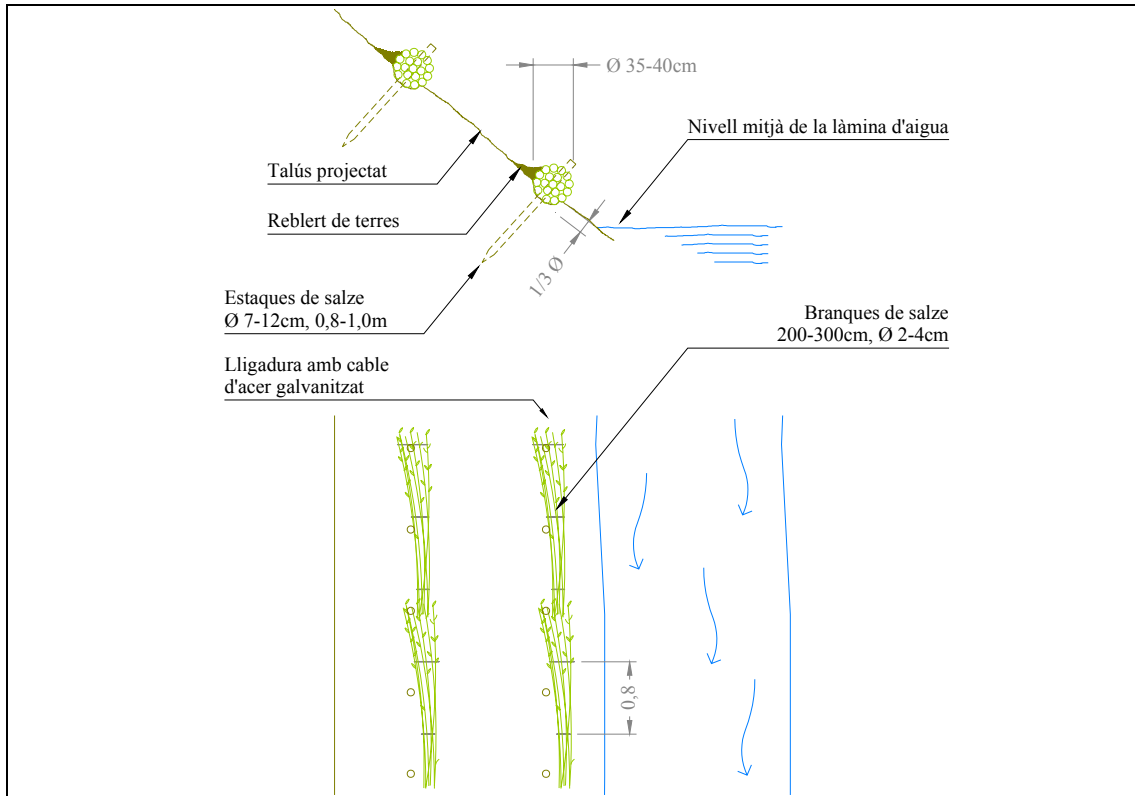 Ø 35-40cm
Nivell mitjà de la làmina d'aigua
Talús projectat
Reblert de terres
1/3 Ø
Estaques de salze
Ø 7-12cm, 0,8-1,0m
Branques de salze
200-300cm, Ø 2-4cm
Lligadura amb cable
d'acer galvanitzat
0,8